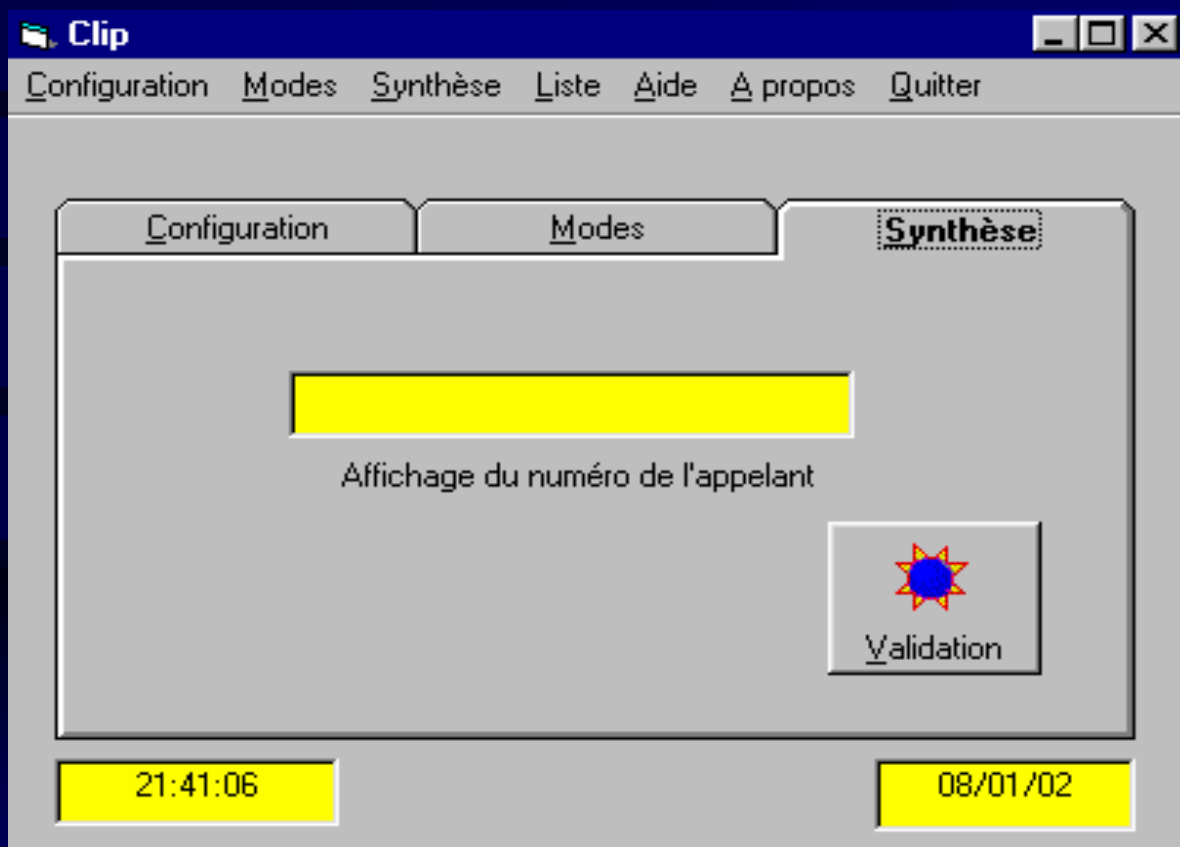 Clip
Configuration Modes Synthèse Liste Aide A propos Quitter
Configuration Modes Synthèse
Affichage du numéro de l'appelant
Validation
21:41:06 08/01/02